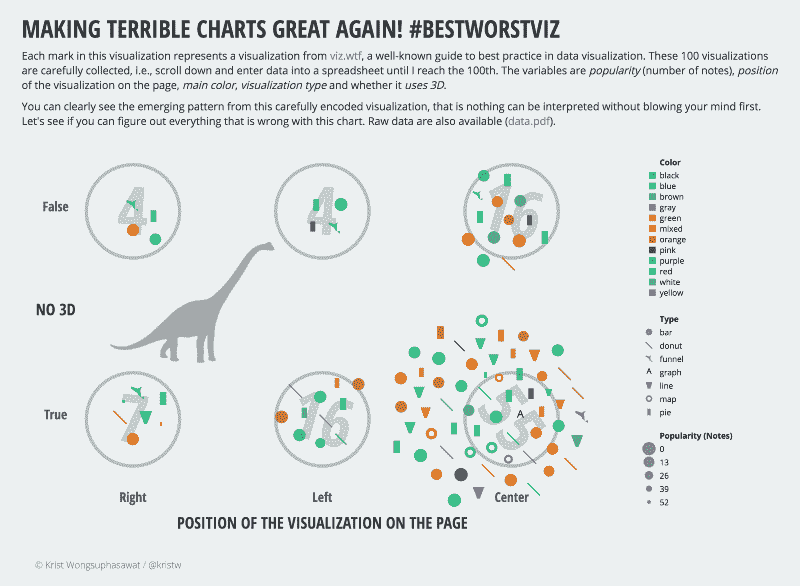 MAKING TERRIBLE CHARTS GREAT AGAIN! #BESTWORSTVIZ
Each mark in this visualization represents a visualization from viz.wtf, a well-known guide to best practice in data visualization. These 100 visualizations
are carefully collected, i.e., scroll down and enter data into a spreadsheet until I reach the 100th. The variables are popularity (number of notes), position
of the visualization on the page, main color, visualization type and whether it uses 3D.
You can clearly see the emerging pattern from this carefully encoded visualization, that is nothing can be interpreted without blowing your mind first.
Let's see if you can figure out everything that is wrong with this chart. Raw data are also available (data.pdf).
False
4
4
16
NO 3D
True
7
16
A
Right
Left
Center
POSITION OF THE VISUALIZATION ON THE PAGE
Color
black
blue
brown
gray
green
mixed
orange
pink
purple
red
white
yellow
Type
bar
donut
funnel
A graph
line
map
pie
Popularity (Notes)
0
13
26
39
52
© Krist Wongsuphasawat / @kristw